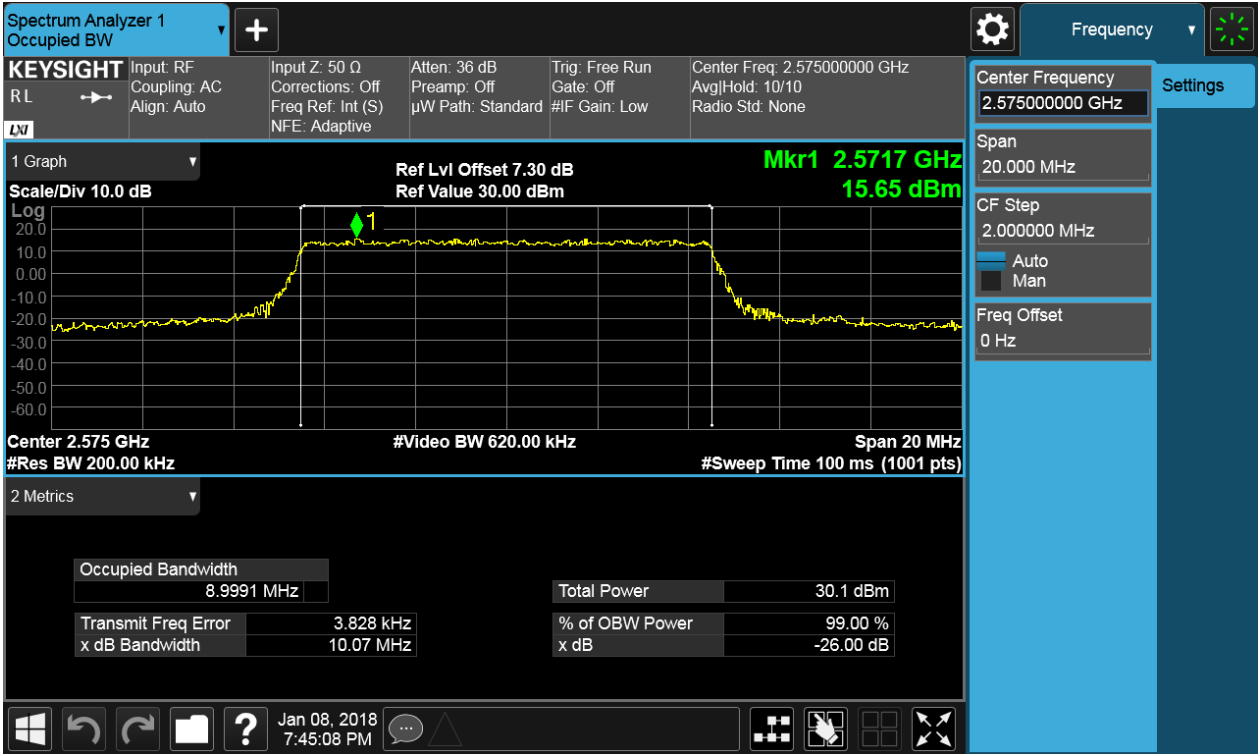 Spectrum Analyzer 1
Occupied BW
+
Frequency
KEYSIGHT
R L
LXI
Input: RF
Coupling: AC
Align: Auto
Input Z: 50 Ω
Corrections: Off
Freq Ref: Int (S)
NFE: Adaptive
Atten: 36 dB
Preamp: Off
µW Path: Standard
Trig: Free Run
Gate: Off
#IF Gain: Low
Center Freq: 2.575000000 GHz
Avg|Hold: 10/10
Radio Std: None
Center Frequency
2.575000000 GHz
Settings
Span
20.000 MHz
CF Step
2.000000 MHz
Auto
Man
Freq Offset
0 Hz
1 Graph
Scale/Div 10.0 dB
Ref Lvl Offset 7.30 dB
Ref Value 30.00 dBm
Mkr1 2.5717 GHz
15.65 dBm
Log
1
20.0
10.0
0.00
-10.0
-20.0
-30.0
-40.0
-50.0
-60.0
Center 2.575 GHz
#Video BW 620.00 kHz
Span 20 MHz
#Res BW 200.00 kHz
#Sweep Time 100 ms (1001 pts)
2 Metrics
Occupied Bandwidth
8.9991 MHz
Total Power 30.1 dBm
Transmit Freq Error 3.828 kHz
% of OBW Power 99.00 %
x dB Bandwidth 10.07 MHz
x dB -26.00 dB
?
Jan 08, 2018
7:45:08 PM